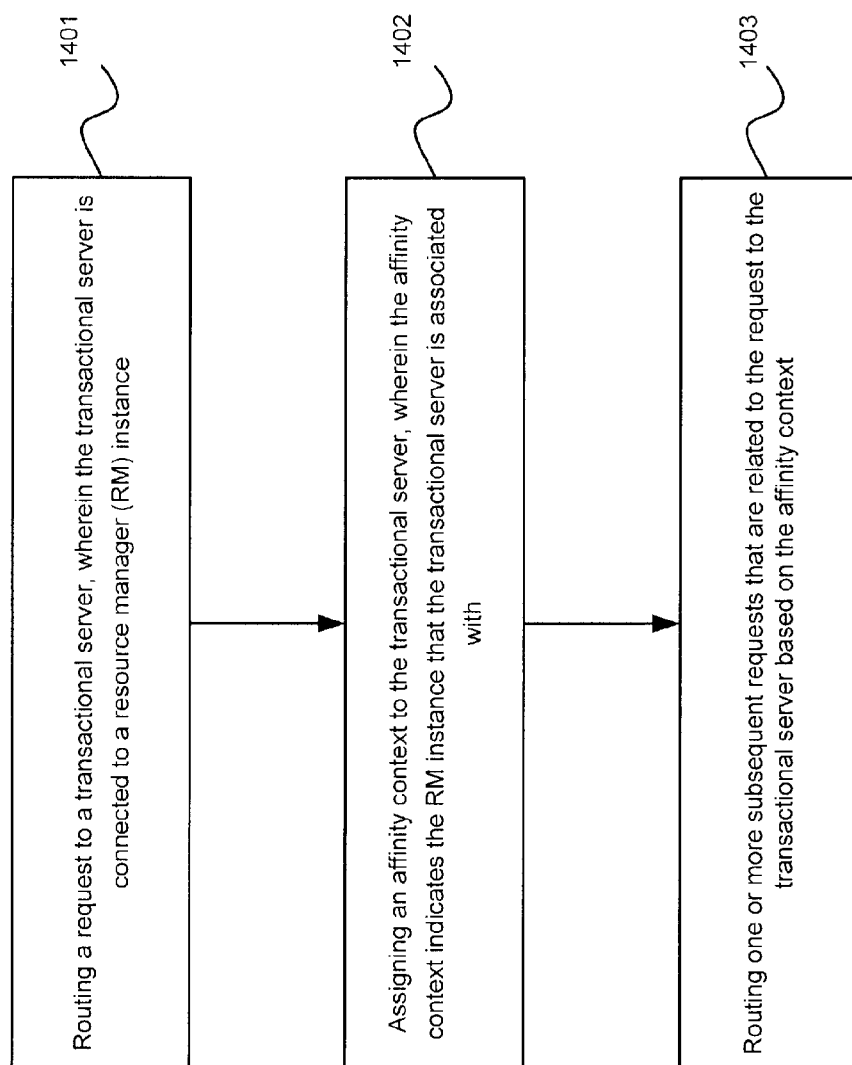 1401
Routing a request to a transactional server, wherein the transactional server is
connected to a resource manager (RM) instance
1402
Assigning an affinity context to the transactional server, wherein the affinity
context indicates the RM instance that the transactional server is associated
with
1403
Routing one or more subsequent requests that are related to the request to the
transactional server based on the affinity context